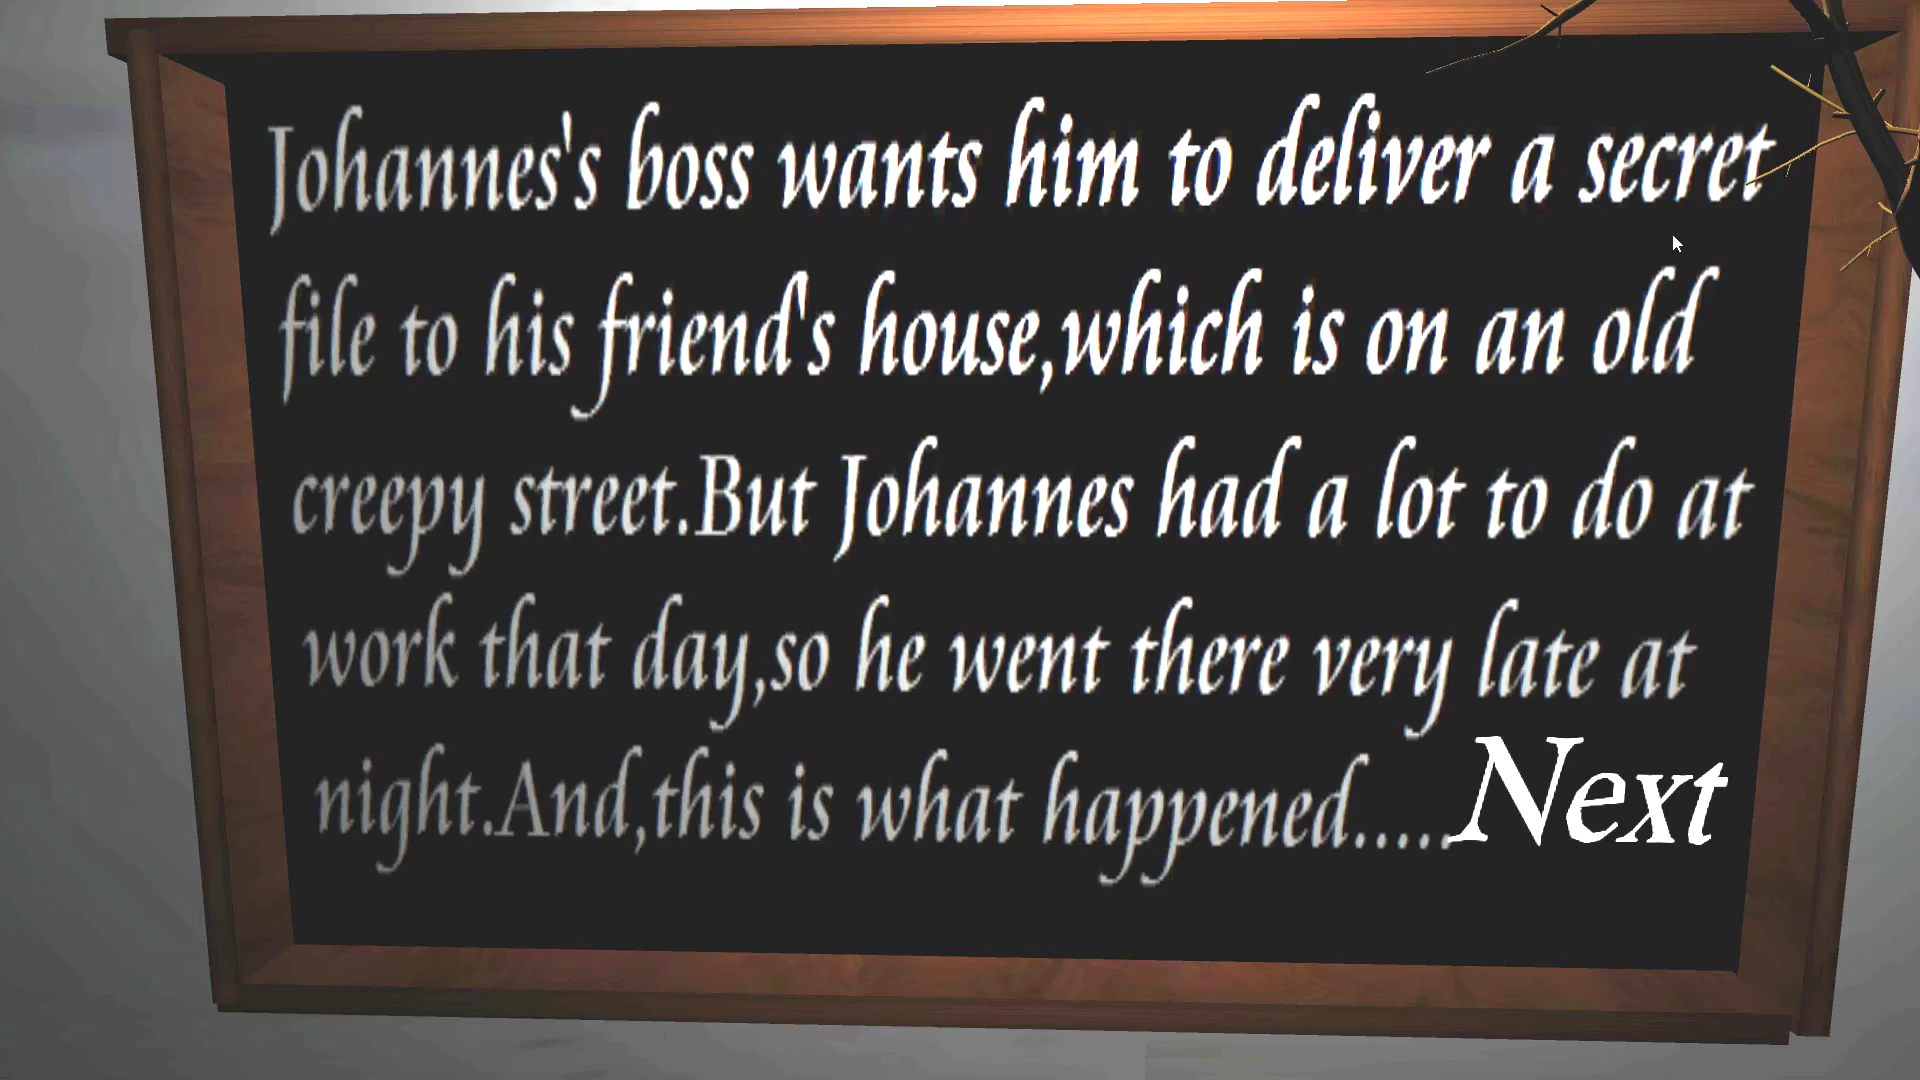 Johannes's boss wants him to deliver a secret
file to his friend's house,which is on an old
creepy street.But Johannes had a lot to do at
work that day,so he went there very late at
night.And,this is what happened.....Next